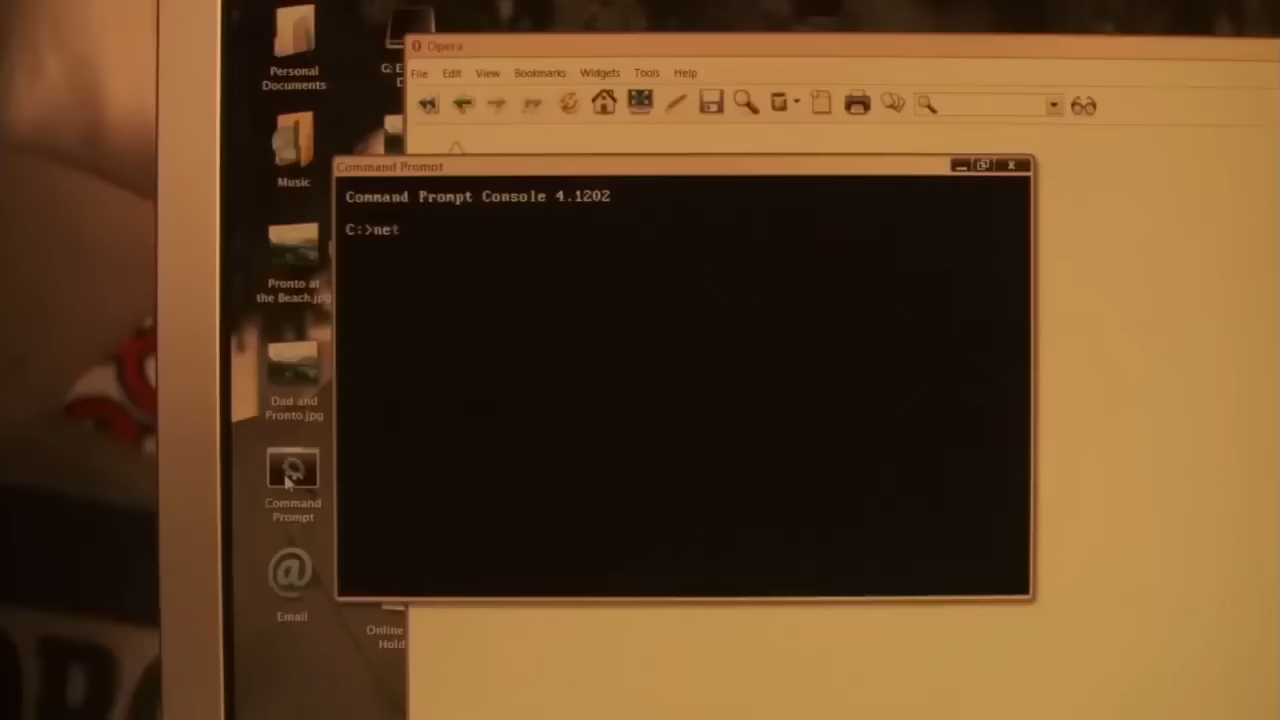 Personal
Documents
Music
Pronto at
the Beach.jpg
Dad and
Pronto.jpg
Command
Prompt
Email
Online
Hold
G: E
Opera
File Edit View Bookmarks Widgets Tools Help
Command Prompt
Command Prompt Console 4.1202
C:>net